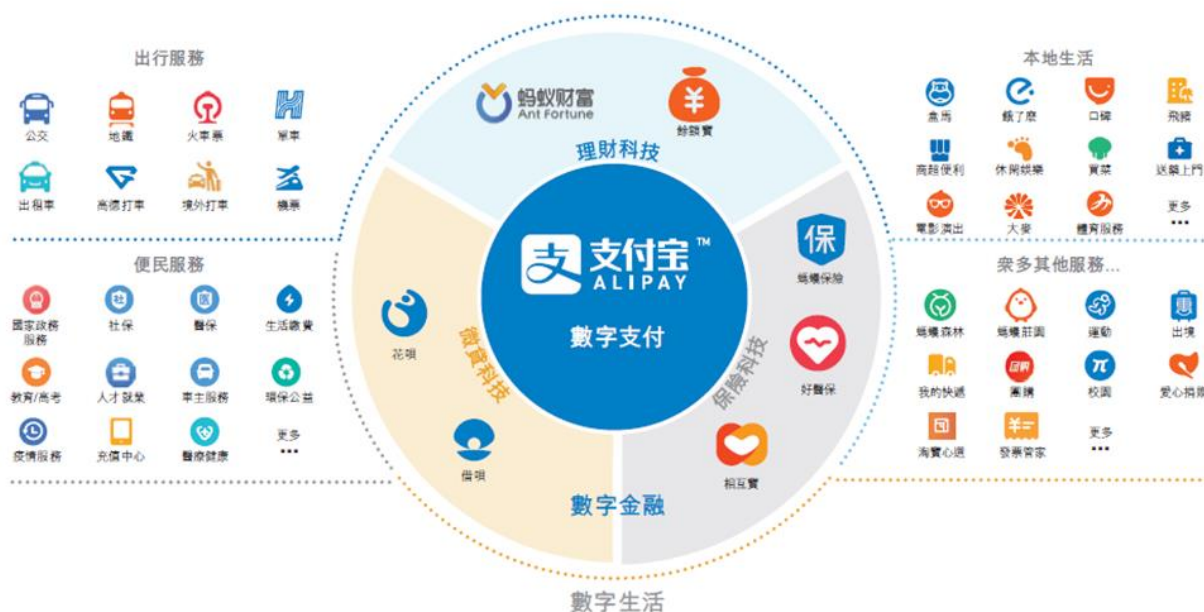 出行服務
公交
地鐵
火車票
單車
出租車
高德打車
境外打車
機票
便民服務
國家政務
服務
社保
醫保
生活繳費
教育/高考
人才就業
車主服務
環保公益
疫情服務
充值中心
醫療健康
更多
蚂蚁财富
Ant Fortune
餘額寶
理財科技
支 支付宝™
ALIPAY
數字支付
微貸科技
花唄
借唄
保險科技
保
螞蟻保險
好醫保
相互寶
數字金融
數字生活
本地生活
盒馬
餓了麼
口碑
飛豬
商超便利
休閑娛樂
買菜
送藥上門
電影演出
大麥
體育服務
更多
衆多其他服務...
螞蟻森林
螞蟻莊園
運動
出境
我的快遞
團購
校園
愛心捐贈
淘寶心選
發票管家
更多